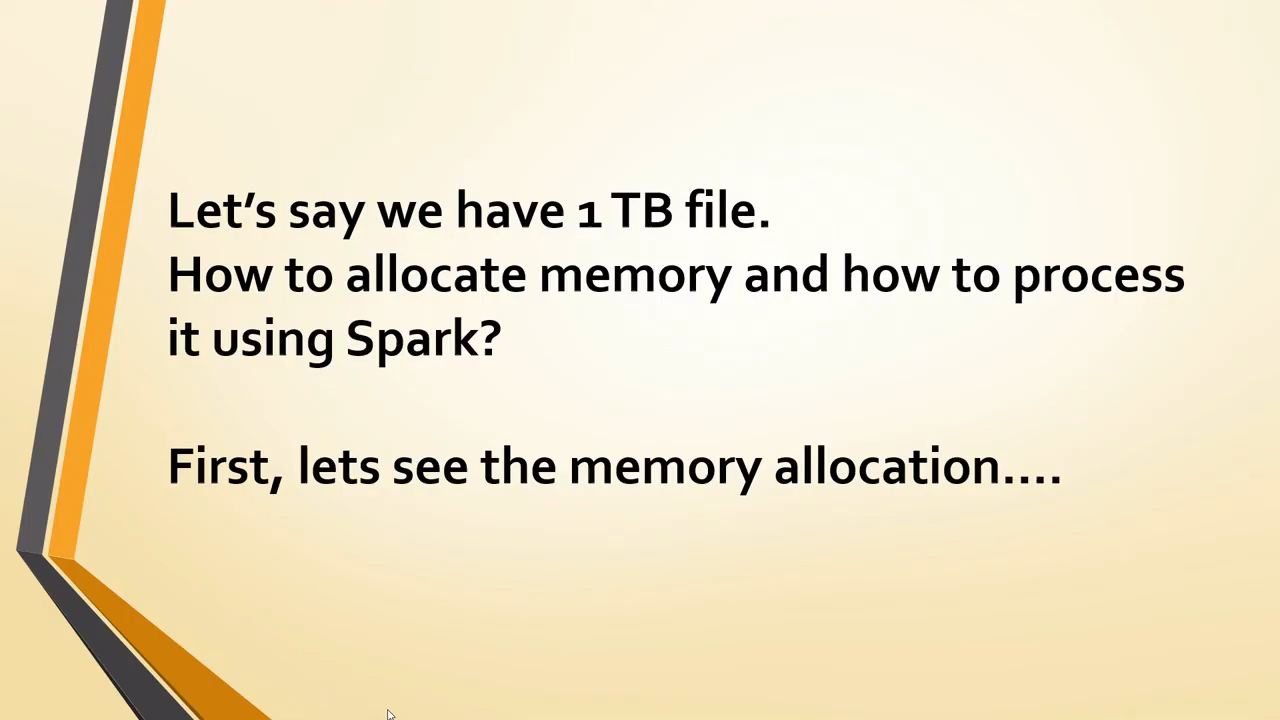 Let’s say we have 1 TB file.
How to allocate memory and how to process
it using Spark?
First, lets see the memory allocation....